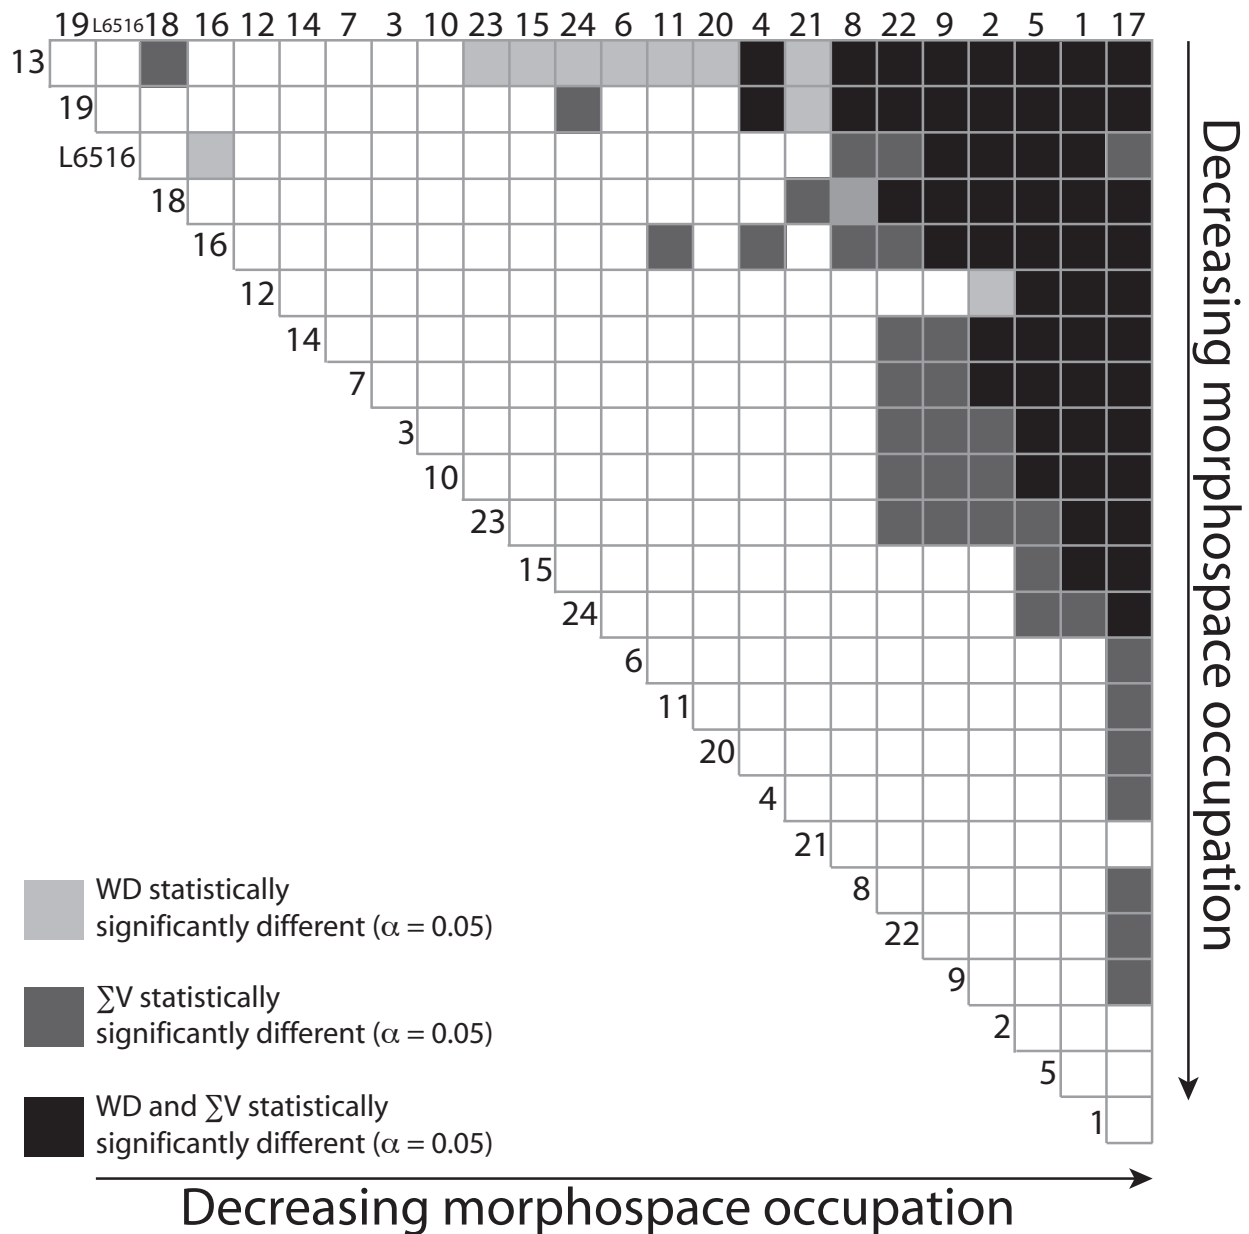 19 L6516 18 16 12 14 7 3 10 23 15 24 6 11 20 4 21 8 22 9 2 5 1 17
13
19
L6516
18
16
12
14
7
3
10
23
15
24
6
11
20
4
21
8
22
9
2
5
1
WD statistically
significantly different (α = 0.05)
∑V statistically
significantly different (α = 0.05)
WD and ∑V statistically
significantly different (α = 0.05)
Decreasing morphospace occupation
Decreasing morphospace occupation